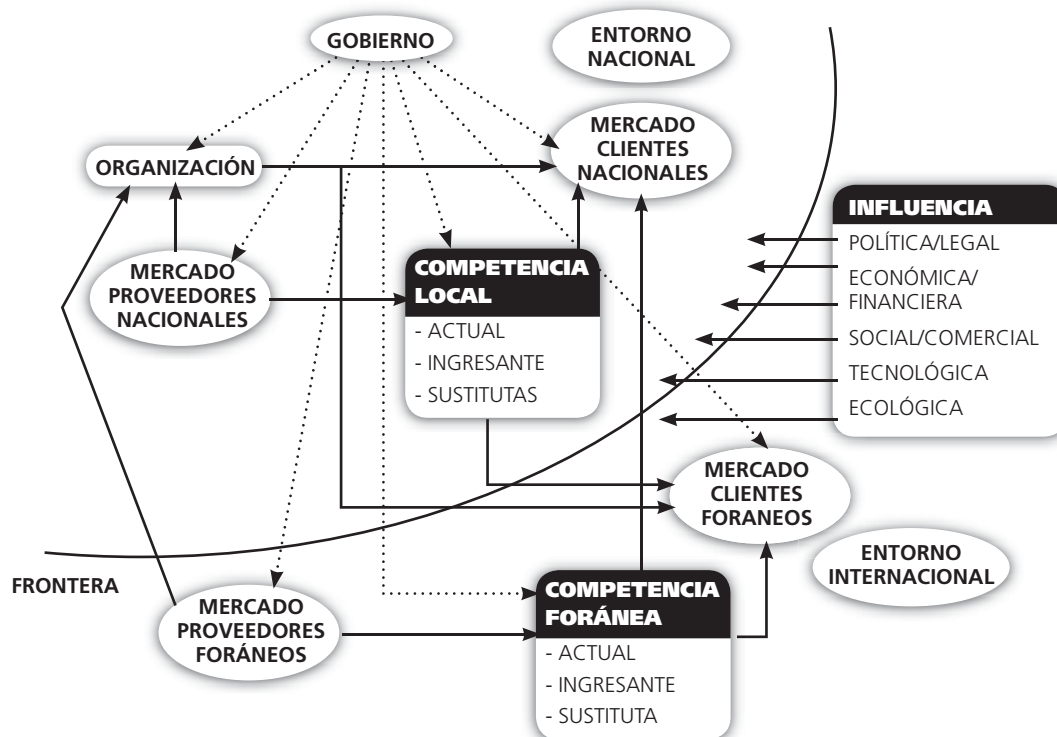 GOBIERNO
ENTORNO
NACIONAL
MERCADO
CLIENTES
NACIONALES
ORGANIZACIÓN
INFLUENCIA
POLÍTICA/LEGAL
ECONÓMICA/
FINANCIERA
SOCIAL/COMERCIAL
TECNOLÓGICA
ECOLÓGICA
MERCADO
PROVEEDORES
NACIONALES
COMPETENCIA
LOCAL
- ACTUAL
- INGRESANTE
- SUSTITUTAS
MERCADO
CLIENTES
FORANEOS
ENTORNO
INTERNACIONAL
FRONTERA
MERCADO
PROVEEDORES
FORÁNEOS
COMPETENCIA
FORÁNEA
- ACTUAL
- INGRESANTE
- SUSTITUTA